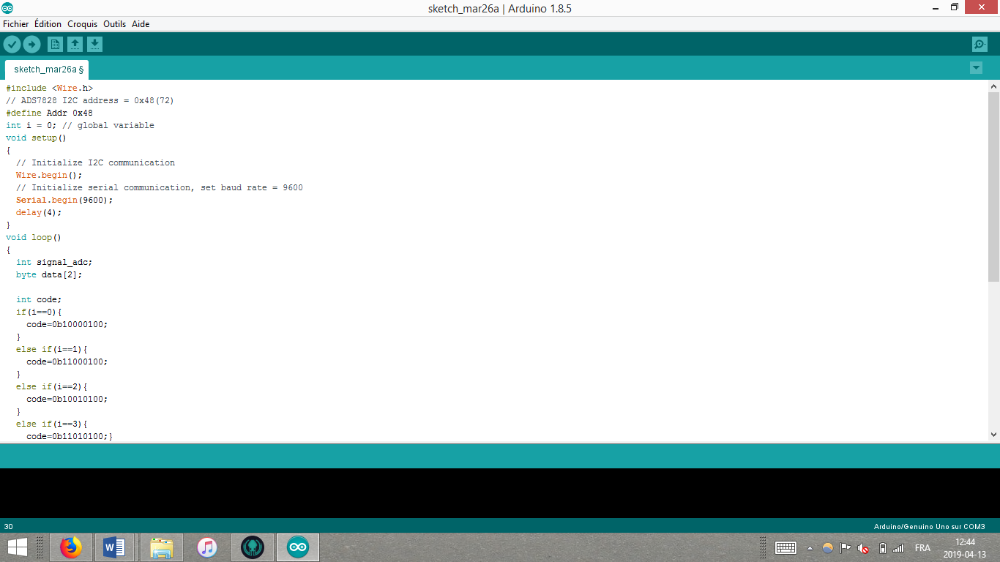 sketch_mar26a | Arduino 1.8.5
Fichier Édition Croquis Outils Aide
sketch_mar26a §
#include <Wire.h>
// ADS7828 I2C address = 0x48(72)
#define Addr 0x48
int i = 0; // global variable
void setup()
{
  // Initialize I2C communication
  Wire.begin();
  // Initialize serial communication, set baud rate = 9600
  Serial.begin(9600);
  delay(4);
}
void loop()
{
  int signal_adc;
  byte data[2];

  int code;
  if(i==0){
    code=0b10000100;
  }
  else if(i==1){
    code=0b11000100;
  }
  else if(i==2){
    code=0b10010100;
  }
  else if(i==3){
    code=0b11010100;}
30
Arduino/Genuino Uno sur COM3
FRA
12:44
2019-04-13